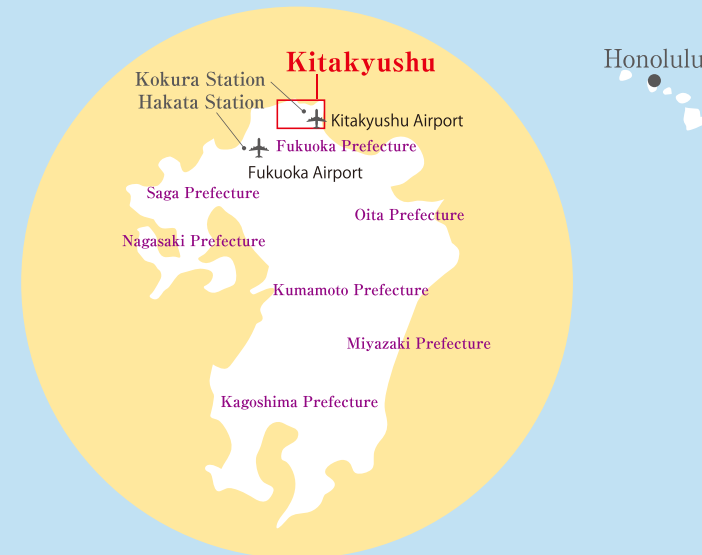 Kitakyushu
Honolulu
Kokura Station
Hakata Station
Kitakyushu Airport
Fukuoka Prefecture
Fukuoka Airport
Saga Prefecture
Oita Prefecture
Nagasaki Prefecture
Kumamoto Prefecture
Miyazaki Prefecture
Kagoshima Prefecture